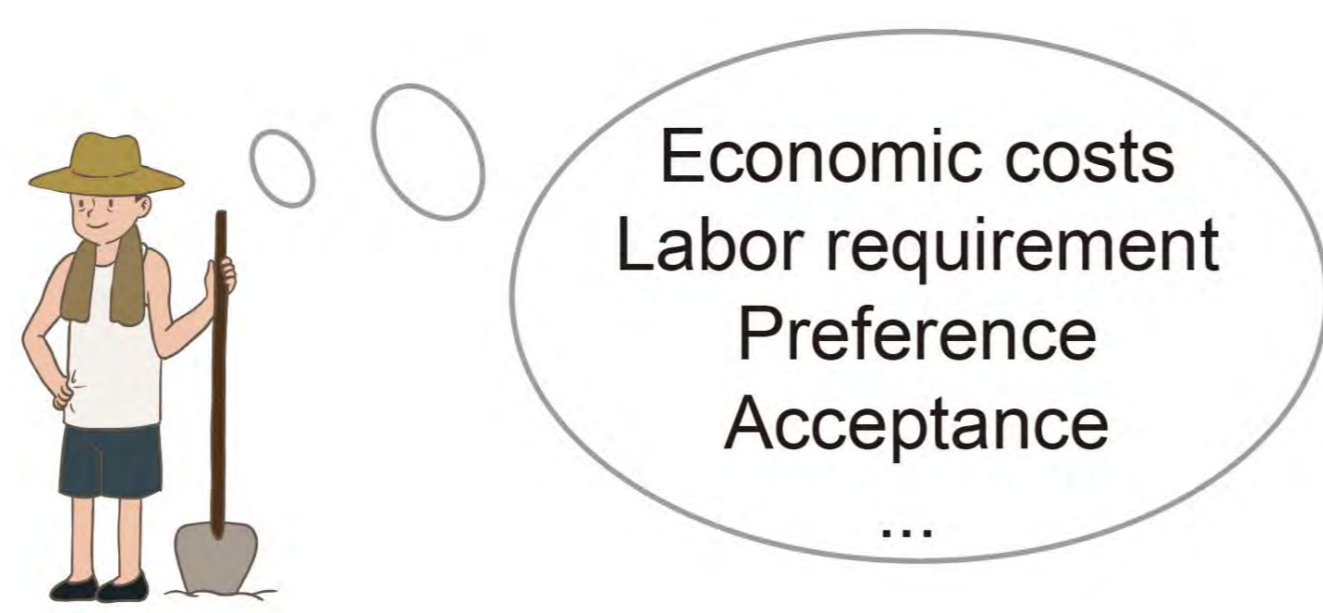 Economic costs
Labor requirement
Preference
Acceptance
...